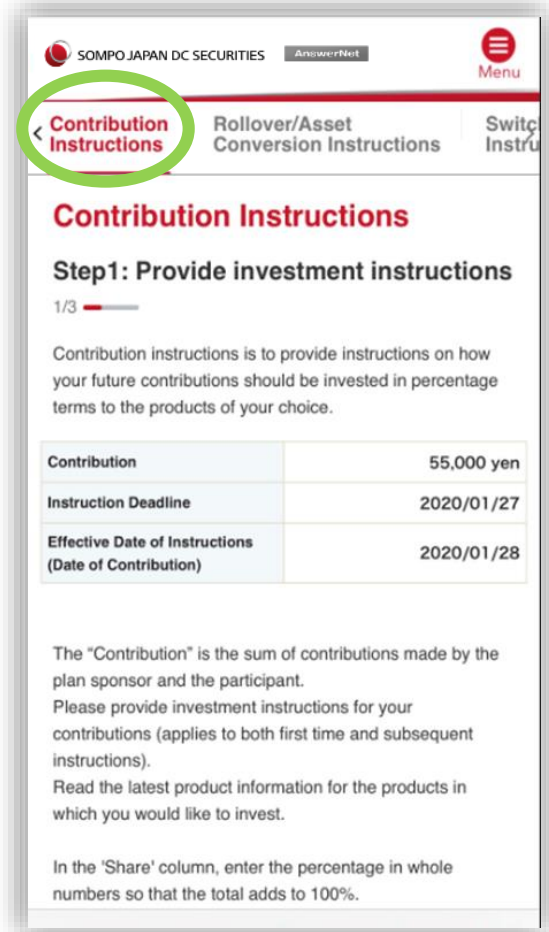 SOMPO JAPAN DC SECURITIES AnswerNet
Menu
Contribution Instructions
Rollover/Asset Conversion Instructions
Contribution Instructions
Step1: Provide investment instructions
1/3
Contribution instructions is to provide instructions on how
your future contributions should be invested in percentage
terms to the products of your choice.
Contribution 55,000 yen
Instruction Deadline 2020/01/27
Effective Date of Instructions
(Date of Contribution) 2020/01/28
The “Contribution” is the sum of contributions made by the
plan sponsor and the participant.
Please provide investment instructions for your
contributions (applies to both first time and subsequent
instructions).
Read the latest product information for the products in
which you would like to invest.
In the 'Share' column, enter the percentage in whole
numbers so that the total adds to 100%.